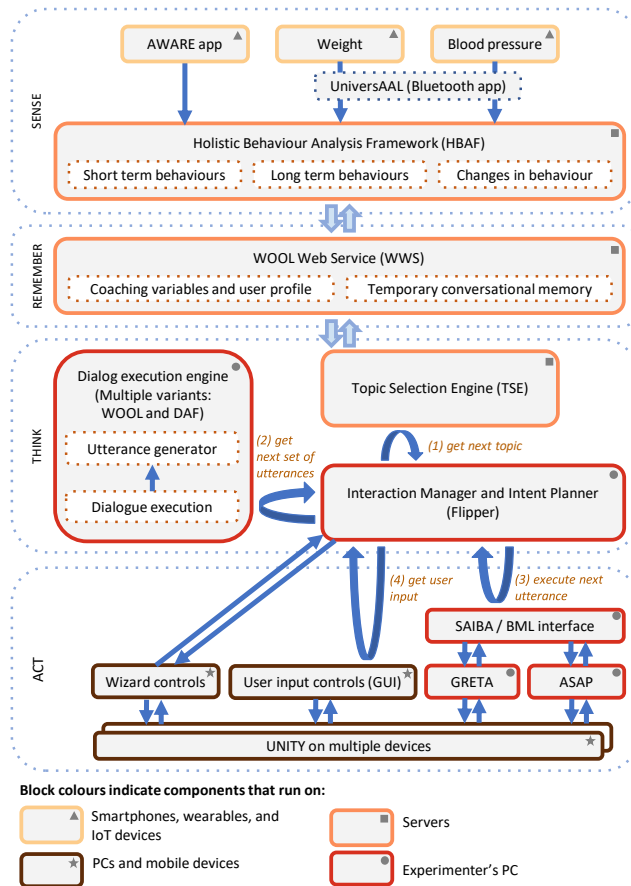 SENSE
AWARE app
Weight
Blood pressure
UniversAAL (Bluetooth app)
Holistic Behaviour Analysis Framework (HBAF)
Short term behaviours
Long term behaviours
Changes in behaviour
REMEMBER
WOOL Web Service (WWS)
Coaching variables and user profile
Temporary conversational memory
THINK
Dialog execution engine
(Multiple variants:
WOOL and DAF)
Utterance generator
Dialogue execution
Topic Selection Engine (TSE)
(2) get
next set of
utterances
(1) get next topic
Interaction Manager and Intent Planner
(Flipper)
ACT
(4) get user
input
(3) execute next
utterance
SAIBA / BML interface
Wizard controls
User input controls (GUI)
GRETA
ASAP
UNITY on multiple devices
Block colours indicate components that run on:
Smartphones, wearables, and
IoT devices
Servers
PCs and mobile devices
Experimenter's PC